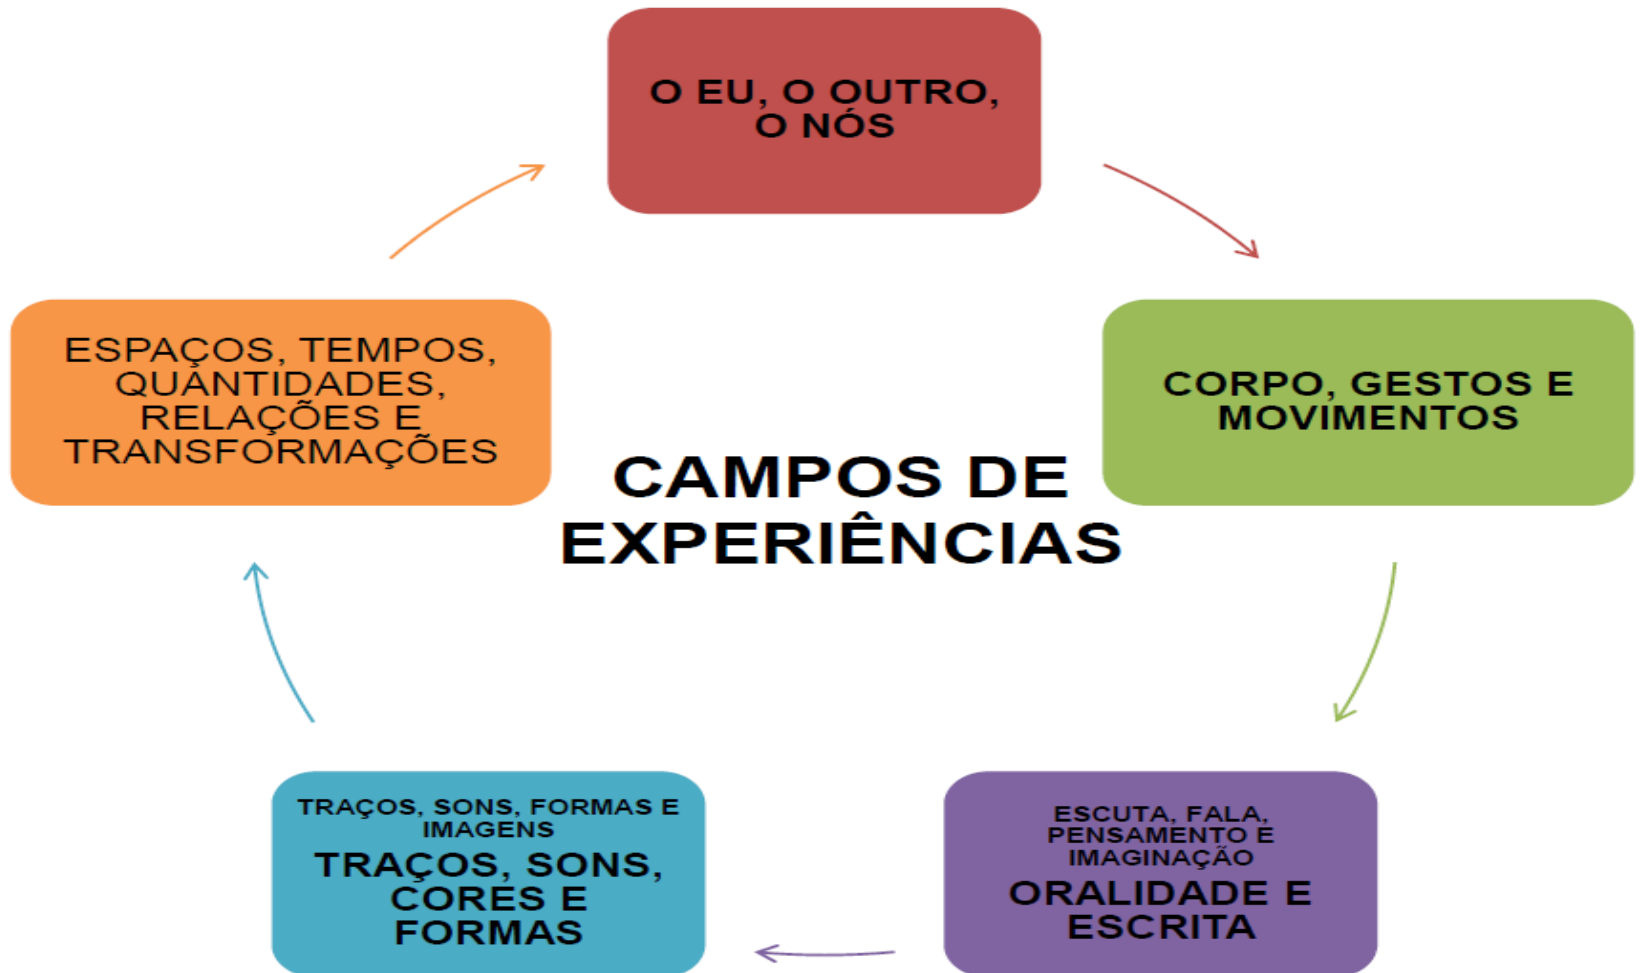 O EU, O OUTRO,
O NÓS
CORPO, GESTOS E
MOVIMENTOS
ESCUTA, FALA,
PENSAMENTO E
IMAGINAÇÃO
ORALIDADE E
ESCRITA
TRAÇOS, SONS, FORMAS E
IMAGENS
TRAÇOS, SONS,
CORES E
FORMAS
ESPAÇOS, TEMPOS,
QUANTIDADES,
RELAÇÕES E
TRANSFORMAÇÕES
CAMPOS DE
EXPERIÊNCIAS